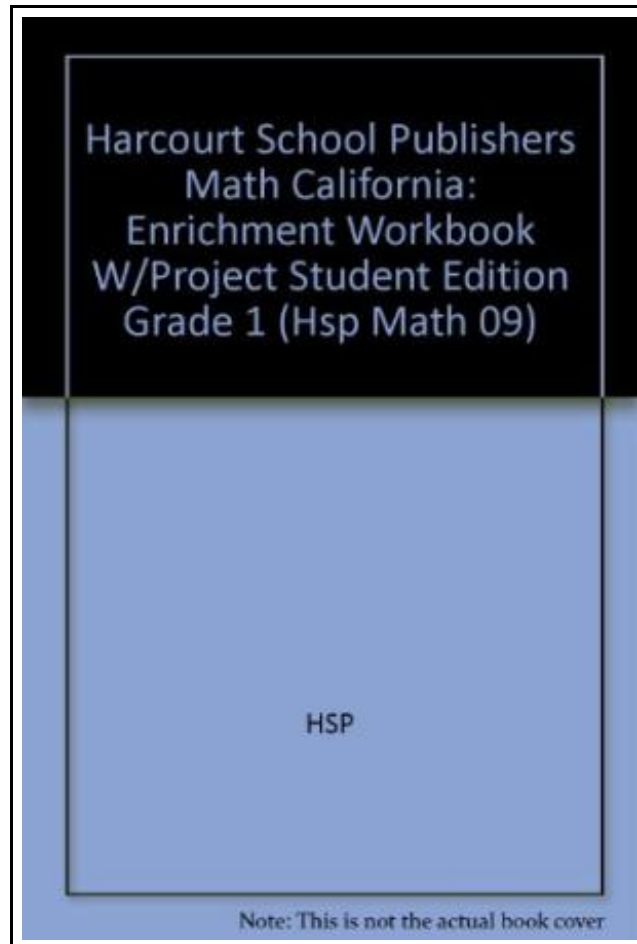 Harcourt School Publishers
Math California:
Enrichment Workbook
W/Project Student Edition
Grade 1 (Hsp Math 09)
HSP
Note: This is not the actual book cover